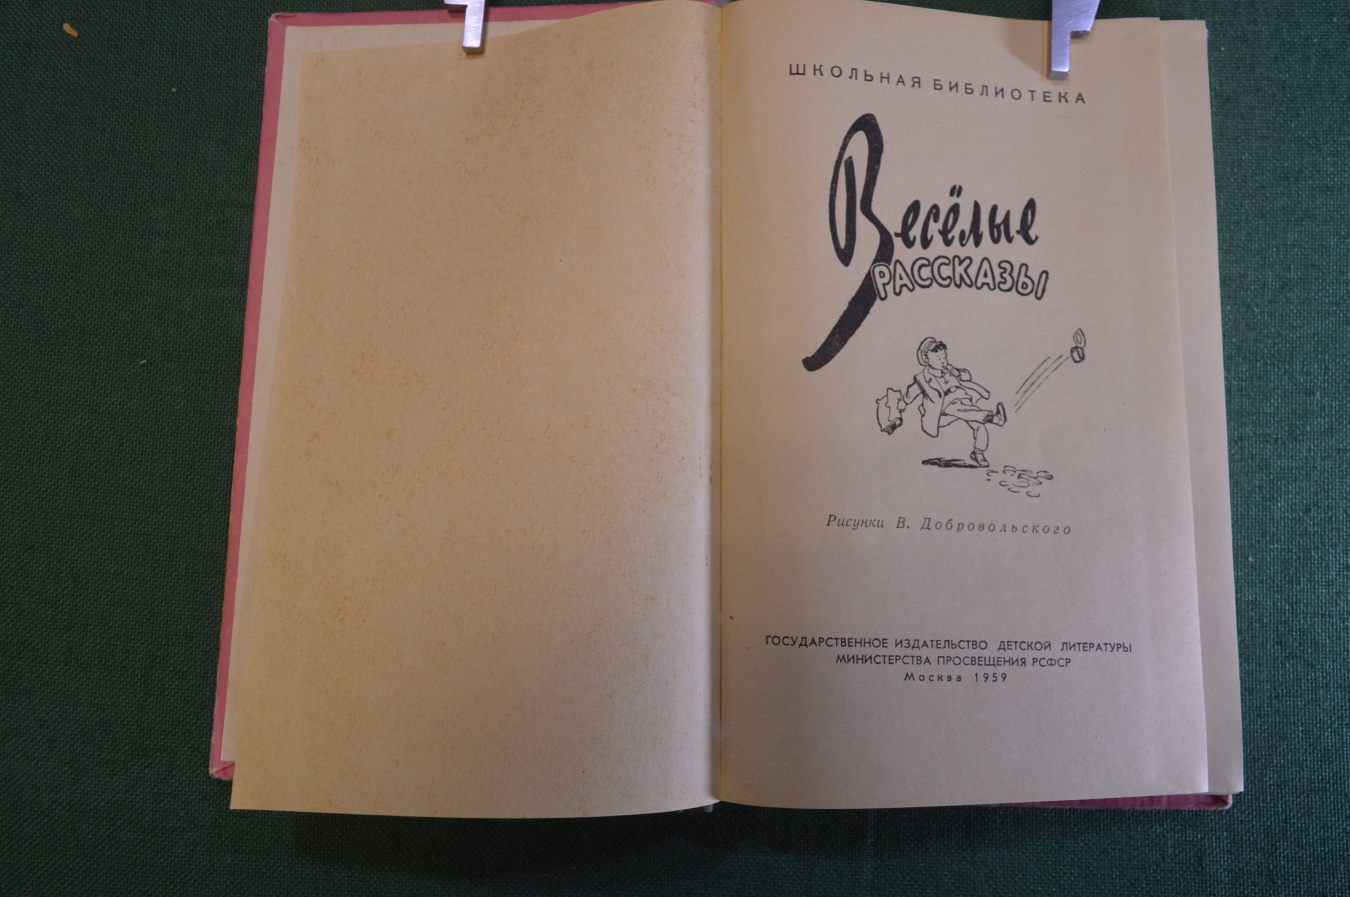 ШКОЛЬНАЯ БИБЛИОТЕКА
Весёлые
РАССКАЗЫ
Рисунки В. Добровольского
ГОСУДАРСТВЕННОЕ ИЗДАТЕЛЬСТВО ДЕТСКОЙ ЛИТЕРАТУРЫ
МИНИСТЕРСТВА ПРОСВЕЩЕНИЯ РСФСР
Москва 1959